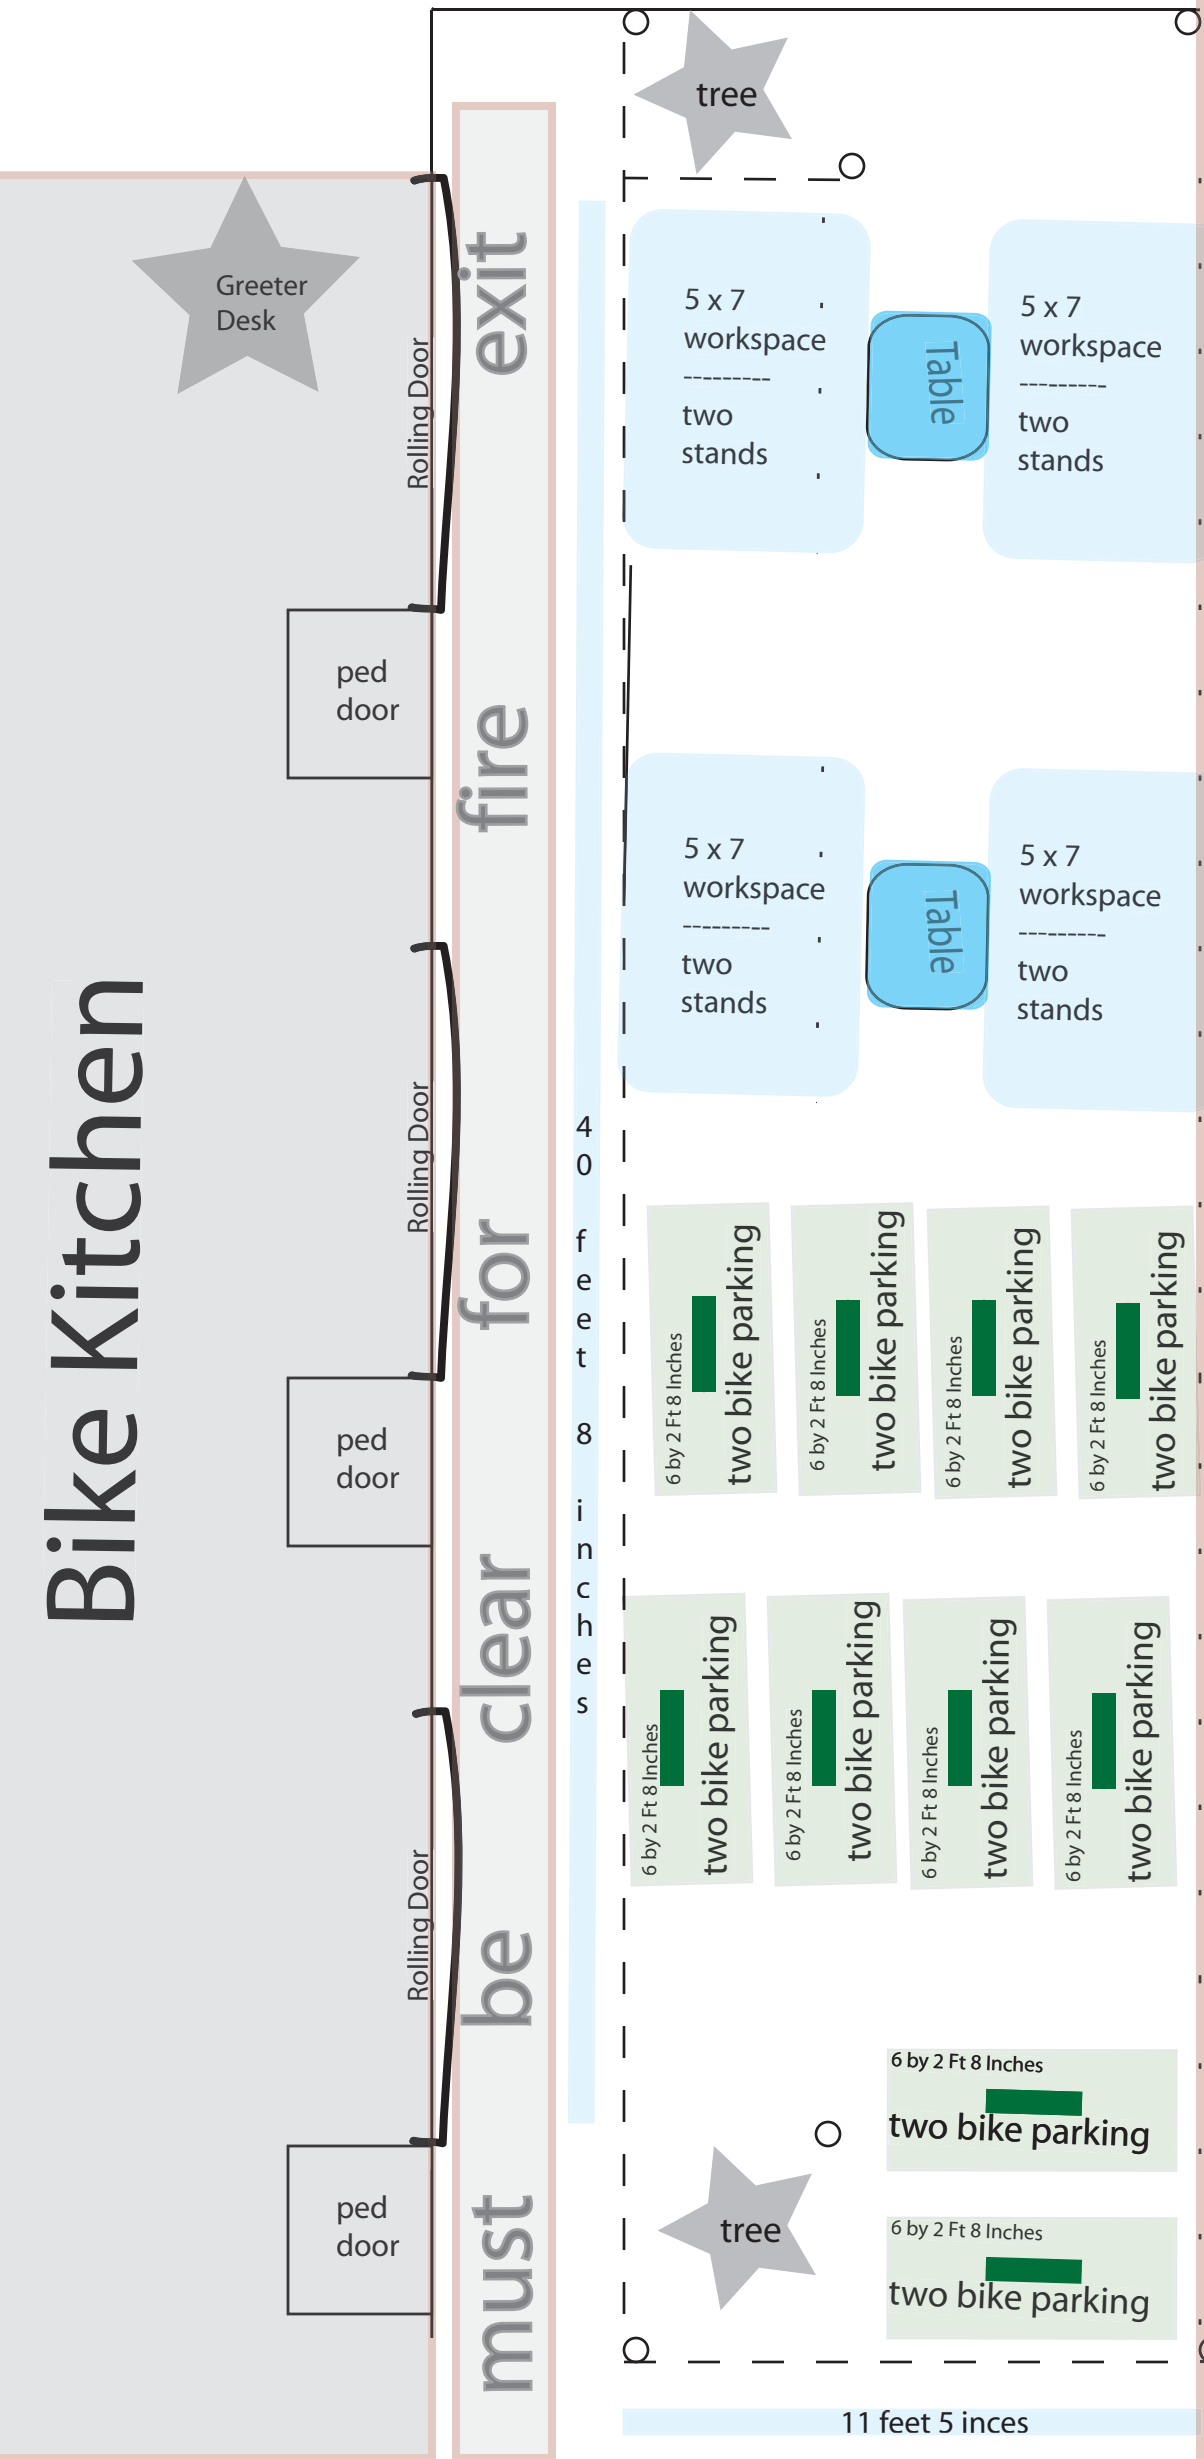 tree
Greeter
Desk
Rolling Door
5 x 7
workspace
---------
two
stands
Table
5 x 7
workspace
---------
two
stands
ped
door
5 x 7
workspace
---------
two
stands
Table
5 x 7
workspace
---------
two
stands
Rolling Door
Bike Kitchen
must be clear for fire exit
40 feet 8 inches
6 by 2 Ft 8 Inches
two bike parking
6 by 2 Ft 8 Inches
two bike parking
6 by 2 Ft 8 Inches
two bike parking
6 by 2 Ft 8 Inches
two bike parking
ped
door
6 by 2 Ft 8 Inches
two bike parking
6 by 2 Ft 8 Inches
two bike parking
6 by 2 Ft 8 Inches
two bike parking
6 by 2 Ft 8 Inches
two bike parking
Rolling Door
6 by 2 Ft 8 Inches
two bike parking
ped
door
tree
6 by 2 Ft 8 Inches
two bike parking
11 feet 5 inces